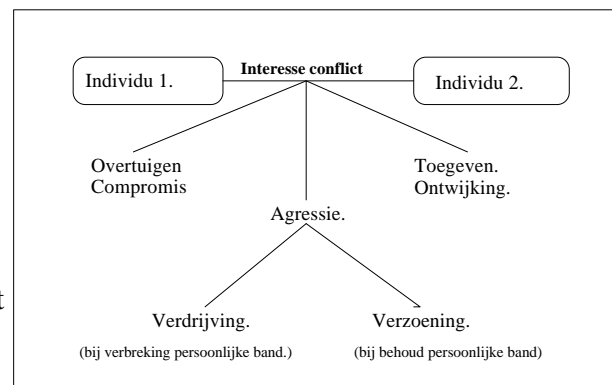 Interesse conflict
Individu 1.
Individu 2.
Overtuigen
Compromis
Toegeven.
Ontwijking.
Agressie.
t
Verdrijving.
Verzoening.
(bij verbreking persoonlijke band.)
(bij behoud persoonlijke band)